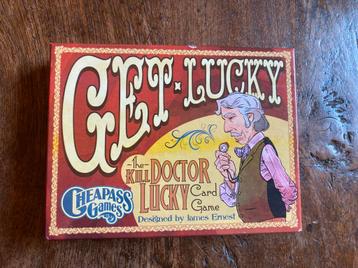 GET·LUCKY
-the-
KILL DOCTOR
LUCKY Card
Game
CHEAPASS
Games
Designed by James Ernest